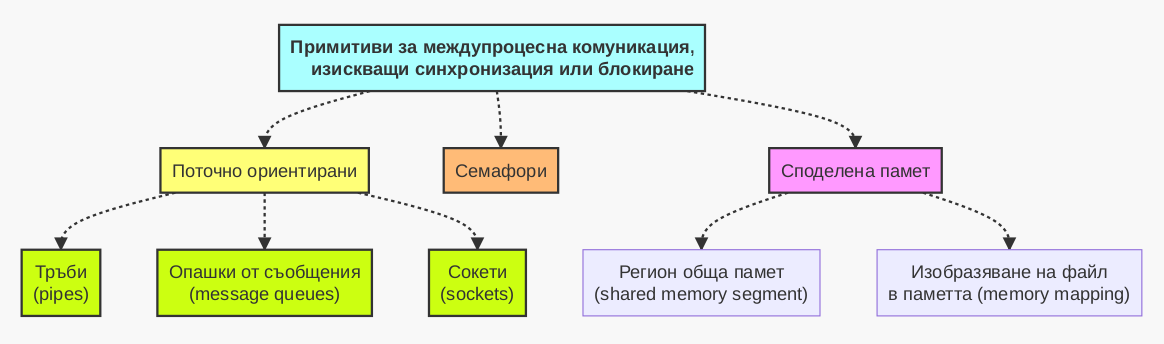 Примитиви за междупроцесна комуникация,
изискващи синхронизация или блокиране
Поточно ориентирани
Семафори
Споделена памет
Тръби
(pipes)
Опашки от съобщения
(message queues)
Сокети
(sockets)
Регион обща памет
(shared memory segment)
Изобразяване на файл
в паметта (memory mapping)